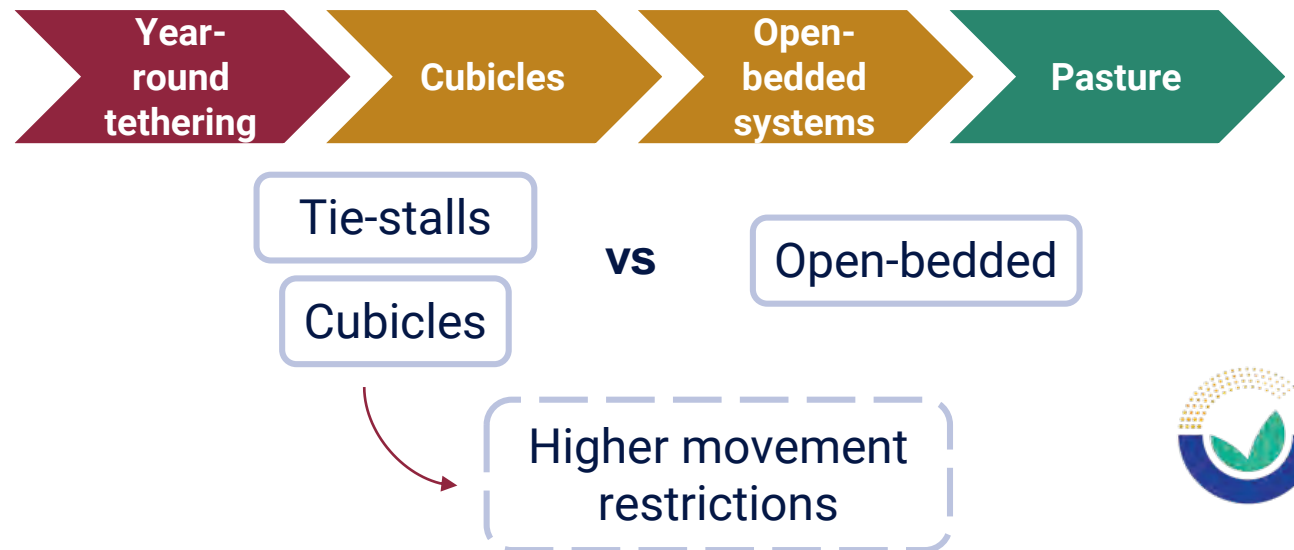 Year-
round
tethering
Cubicles
Open-
bedded
systems
Pasture
Tie-stalls
Cubicles
vs
Open-bedded
Higher movement
restrictions